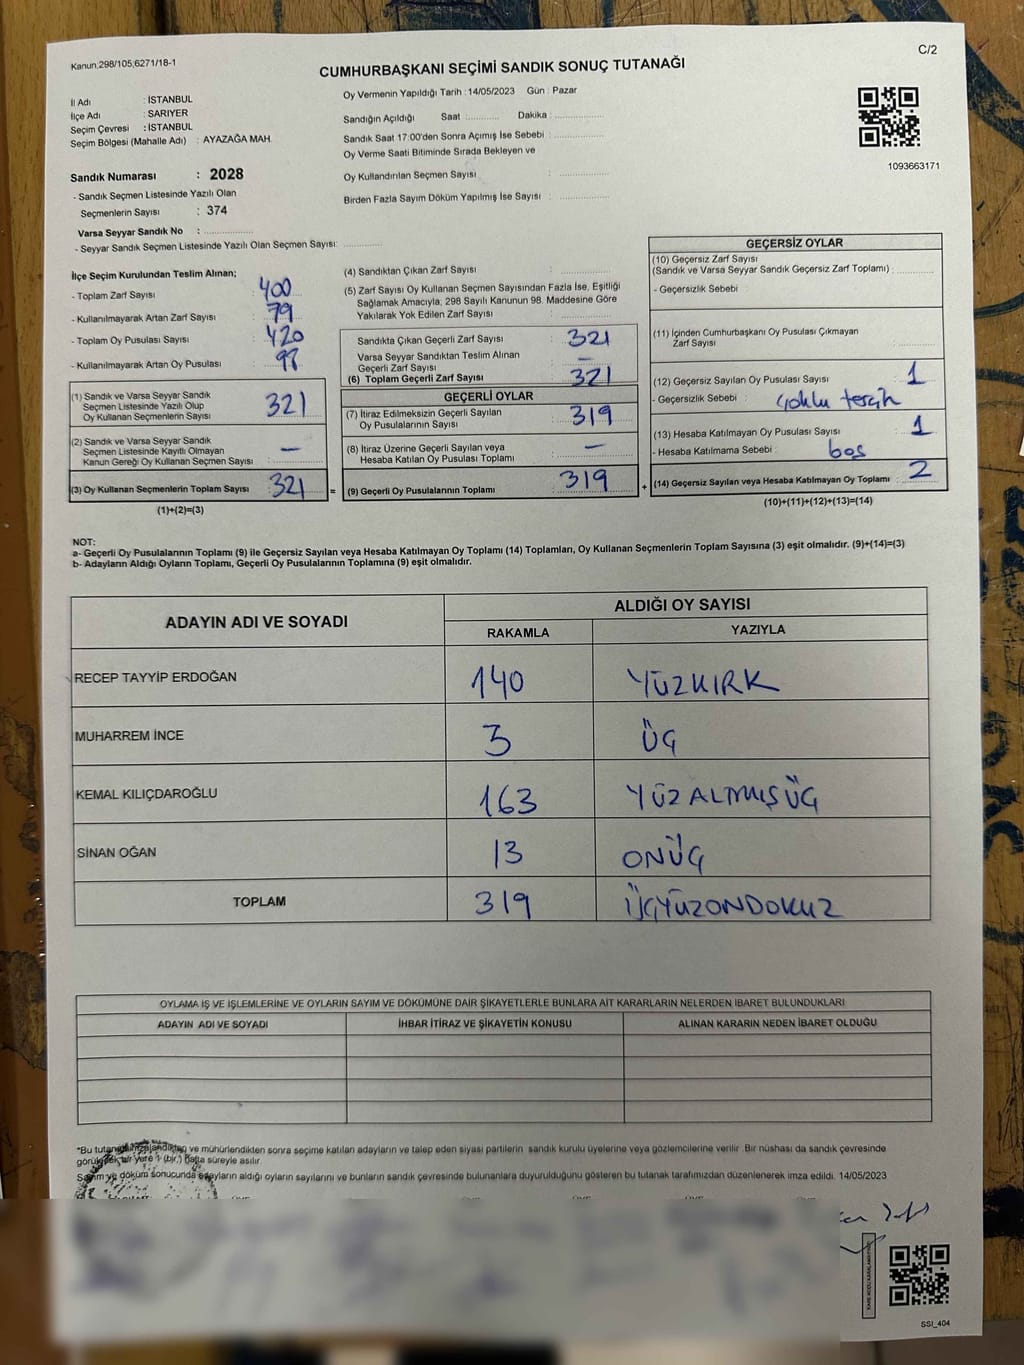 Kanun;298/105;6271/18-1
C/2
CUMHURBAŞKANI SEÇİMİ SANDIK SONUÇ TUTANAĞI
İl Adı : İSTANBUL
İlçe Adı : SARIYER
Seçim Çevresi : İSTANBUL
Seçim Bölgesi (Mahalle Adı) : AYAZAĞA MAH.
Sandık Numarası : 2028
- Sandık Seçmen Listesinde Yazılı Olan
Seçmenlerin Sayısı : 374
Varsa Seyyar Sandık No :
- Seyyar Sandık Seçmen Listesinde Yazılı Olan Seçmen Sayısı:
Oy Vermenin Yapıldığı Tarih : 14/05/2023 Gün : Pazar
Sandığın Açıldığı Saat : Dakika :
Sandık Saat 17:00'den Sonra Açımış İse Sebebi :
Oy Verme Saati Bitiminde Sırada Bekleyen ve
Oy Kullandırılan Seçmen Sayısı :
Birden Fazla Sayım Döküm Yapılmış İse Sayısı :
1093663171
İlçe Seçim Kurulundan Teslim Alınan;
- Toplam Zarf Sayısı : 400
- Kullanılmayarak Artan Zarf Sayısı : 79
- Toplam Oy Pusulası Sayısı : 420
- Kullanılmayarak Artan Oy Pusulası :
(1) Sandık ve Varsa Seyyar Sandık
Seçmen Listesinde Yazılı Olup
Oy Kullanan Seçmenlerin Sayısı : 321
(2) Sandık ve Varsa Seyyar Sandık
Seçmen Listesinde Kayıtlı Olmayan
Kanun Gereği Oy Kullanan Seçmen Sayısı : —
(3) Oy Kullanan Seçmenlerin Toplam Sayısı : 321
(1)+(2)=(3)
(4) Sandıktan Çıkan Zarf Sayısı :
(5) Zarf Sayısı Oy Kullanan Seçmen Sayısından Fazla İse, Eşitliği
Sağlamak Amacıyla; 298 Sayılı Kanunun 98. Maddesine Göre
Yakılarak Yok Edilen Zarf Sayısı :
Sandıkta Çıkan Geçerli Zarf Sayısı : 321
Varsa Seyyar Sandıktan Teslim Alınan
Geçerli Zarf Sayısı : —
(6) Toplam Geçerli Zarf Sayısı : 321
GEÇERLİ OYLAR
(7) İtiraz Edilmeksizin Geçerli Sayılan
Oy Pusulalarının Sayısı : 319
(8) İtiraz Üzerine Geçerli Sayılan veya
Hesaba Katılan Oy Pusulası Toplamı : —
= (9) Geçerli Oy Pusulalarının Toplamı : 319
GEÇERSİZ OYLAR
(10) Geçersiz Zarf Sayısı
(Sandık ve Varsa Seyyar Sandık Geçersiz Zarf Toplamı) :
- Geçersizlik Sebebi :
(11) İçinden Cumhurbaşkanı Oy Pusulası Çıkmayan
Zarf Sayısı :
(12) Geçersiz Sayılan Oy Pusulası Sayısı : 1
- Geçersizlik Sebebi : çoklu tercih
(13) Hesaba Katılmayan Oy Pusulası Sayısı : 1
- Hesaba Katılmama Sebebi : boş
+ (14) Geçersiz Sayılan veya Hesaba Katılmayan Oy Toplamı : 2
(10)+(11)+(12)+(13)=(14)
NOT:
a- Geçerli Oy Pusulalarının Toplamı (9) ile Geçersiz Sayılan veya Hesaba Katılmayan Oy Toplamı (14) Toplamları, Oy Kullanan Seçmenlerin Toplam Sayısına (3) eşit olmalıdır. (9)+(14)=(3)
b- Adayların Aldığı Oyların Toplamı, Geçerli Oy Pusulalarının Toplamına (9) eşit olmalıdır.
ADAYIN ADI VE SOYADI
ALDIĞI OY SAYISI
RAKAMLA YAZIYLA
RECEP TAYYİP ERDOĞAN 140 YÜZKIRK
MUHARREM İNCE 3 ÜÇ
KEMAL KILIÇDAROĞLU 163 YÜZALTMIŞÜÇ
SİNAN OĞAN 13 ONÜÇ
TOPLAM 319 ÜÇYÜZONDOKUZ
OYLAMA İŞ VE İŞLEMLERİNE VE OYLARIN SAYIM VE DÖKÜMÜNE DAİR ŞİKAYETLERLE BUNLARA AİT KARARLARIN NELERDEN İBARET BULUNDUKLARI
ADAYIN ADI VE SOYADI İHBAR İTİRAZ VE ŞİKAYETİN KONUSU ALINAN KARARIN NEDEN İBARET OLDUĞU
*Bu tutanak imzalandıktan ve mühürlendikten sonra seçime katılan adayların ve talep eden siyasi partilerin sandık kurulu üyelerine veya gözlemcilerine verilir. Bir nüshası da sandık çevresinde
görülecek bir yere 1 (bir) hafta süreyle asılır.
Sayım ve döküm sonucunda adayların aldığı oyların sayılarını ve bunların sandık çevresinde bulunanlara duyurulduğunu gösteren bu tutanak tarafımızdan düzenlenerek imza edildi. 14/05/2023
SSI_404